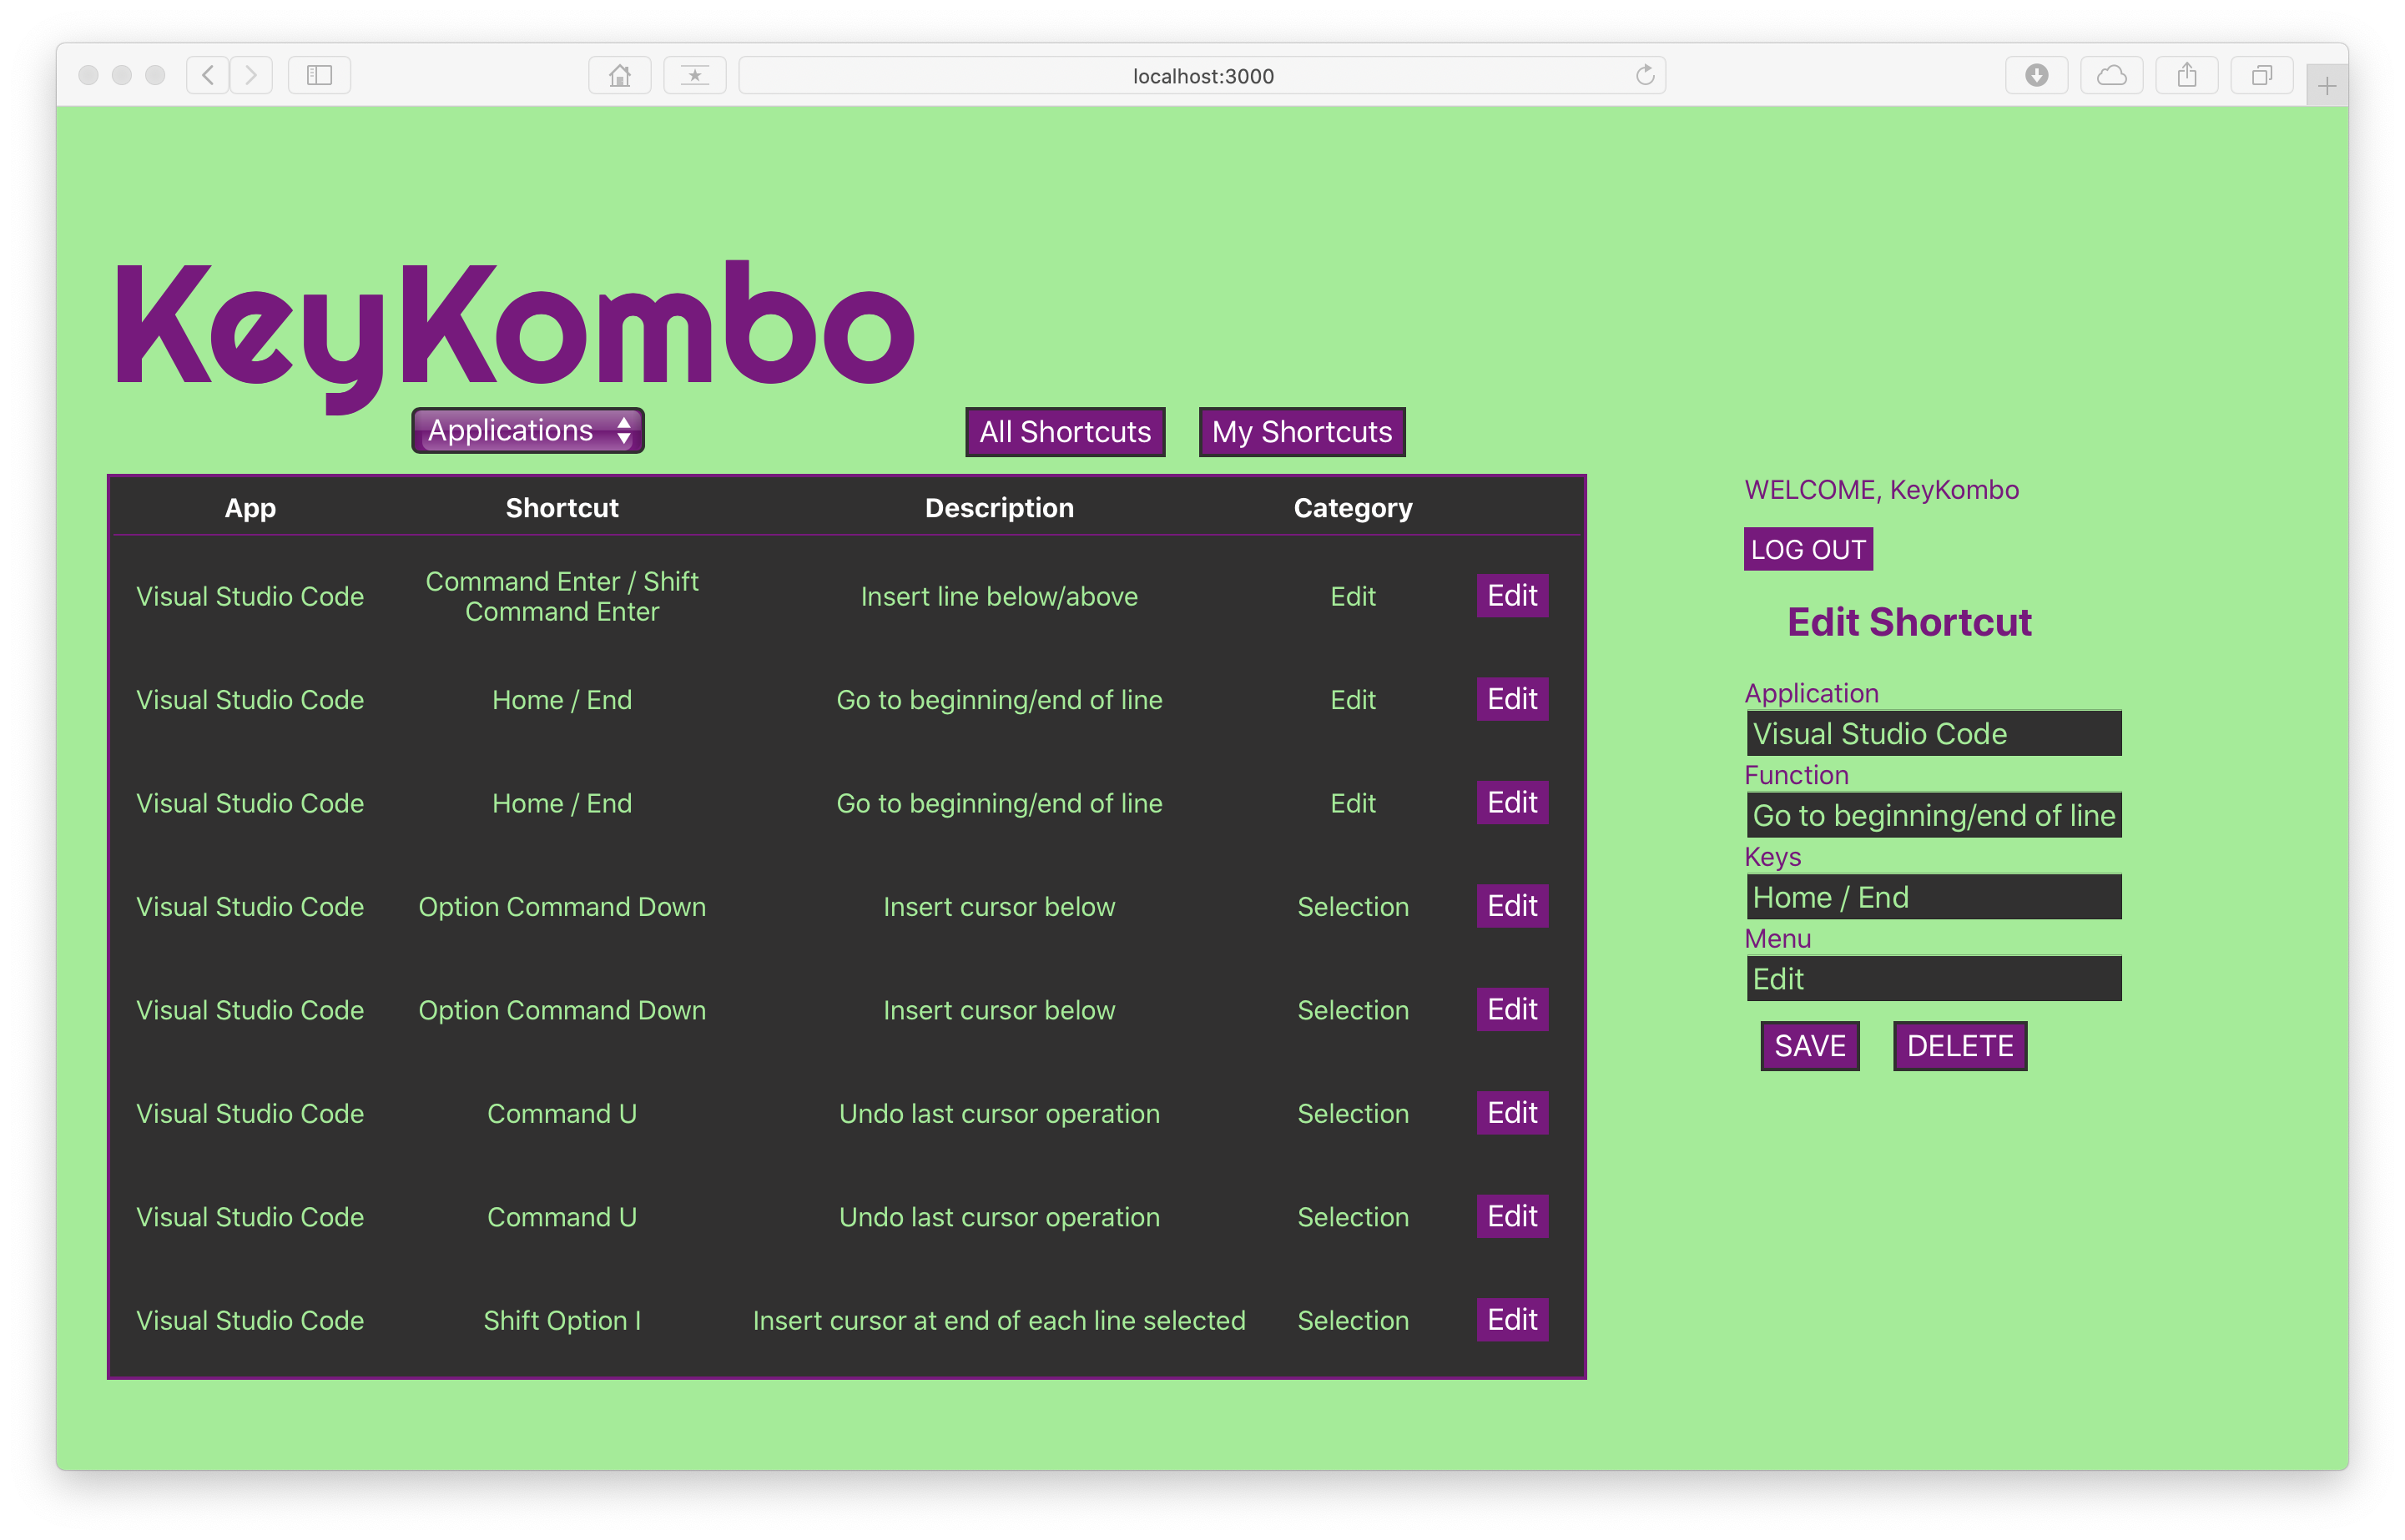 localhost:3000
KeyKombo
Applications
All Shortcuts
My Shortcuts
App Shortcut Description Category
Visual Studio Code Command Enter / Shift Command Enter Insert line below/above Edit Edit
Visual Studio Code Home / End Go to beginning/end of line Edit Edit
Visual Studio Code Home / End Go to beginning/end of line Edit Edit
Visual Studio Code Option Command Down Insert cursor below Selection Edit
Visual Studio Code Option Command Down Insert cursor below Selection Edit
Visual Studio Code Command U Undo last cursor operation Selection Edit
Visual Studio Code Command U Undo last cursor operation Selection Edit
Visual Studio Code Shift Option I Insert cursor at end of each line selected Selection Edit
WELCOME, KeyKombo
LOG OUT
Edit Shortcut
Application
Visual Studio Code
Function
Go to beginning/end of line
Keys
Home / End
Menu
Edit
SAVE
DELETE